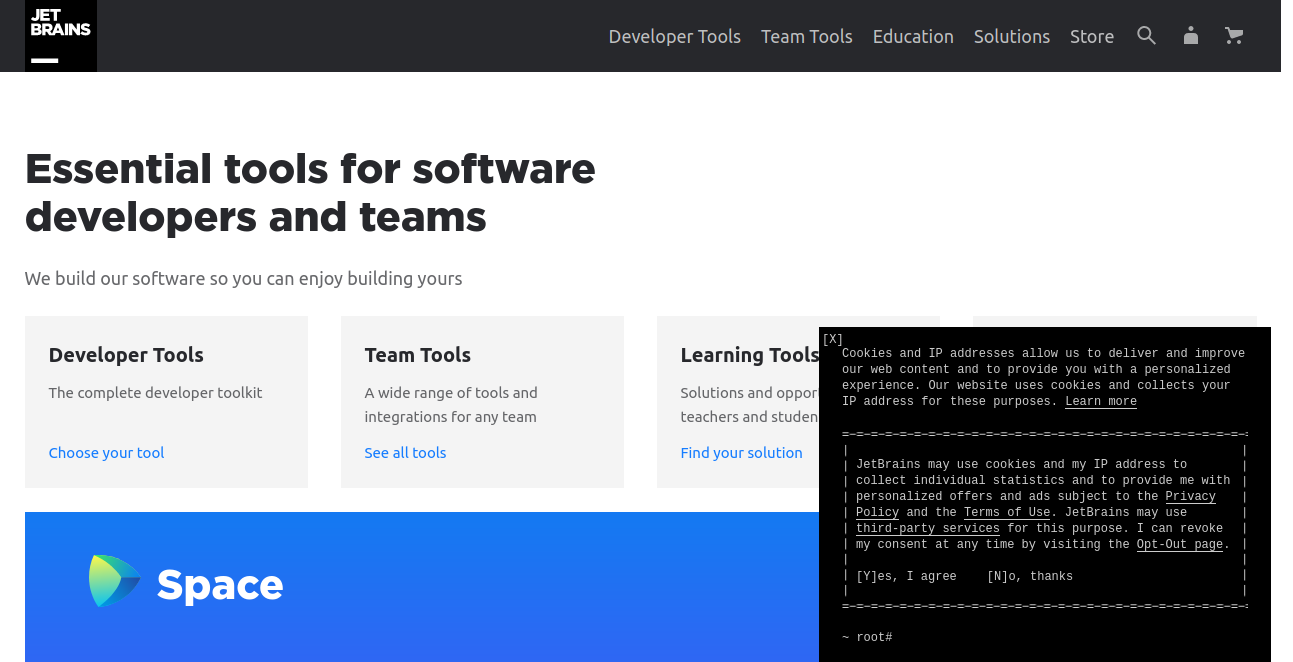 JET
BRAINS
Developer Tools Team Tools Education Solutions Store
Essential tools for software
developers and teams
We build our software so you can enjoy building yours
Developer Tools
The complete developer toolkit
Choose your tool
Team Tools
A wide range of tools and
integrations for any team
See all tools
Learning Tools
Solutions and
teachers and
Find your solution
Space
[X]
Cookies and IP addresses allow us to deliver and improve
our web content and to provide you with a personalized
experience. Our website uses cookies and collects your
IP address for these purposes. Learn more
JetBrains may use cookies and my IP address to
collect individual statistics and to provide me with
personalized offers and ads subject to the Privacy
Policy and the Terms of Use. JetBrains may use
third-party services for this purpose. I can revoke
my consent at any time by visiting the Opt-Out page.
[Y]es, I agree [N]o, thanks
~ root#